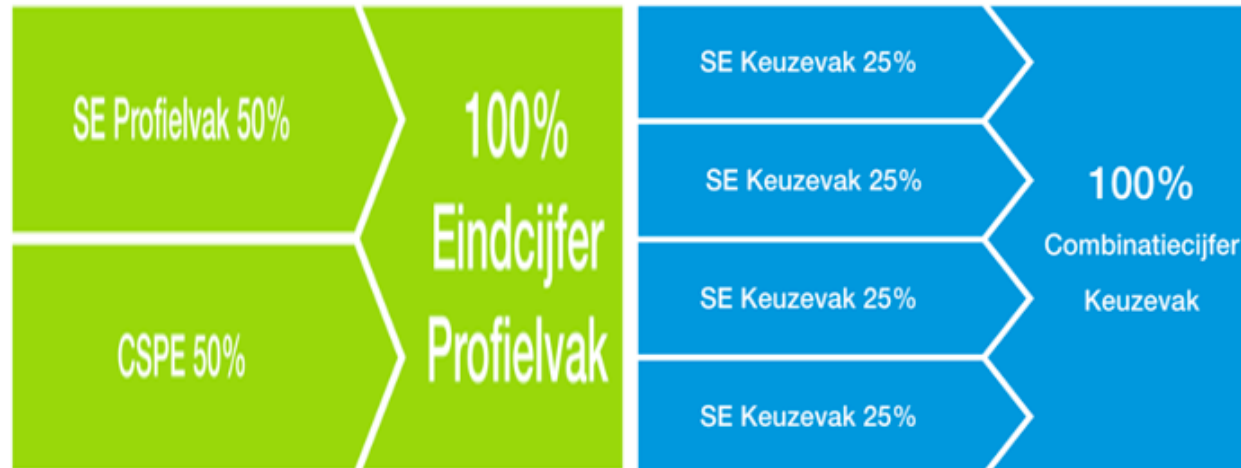 SE Profielvak 50%
CSPE 50%
100%
Eindcijfer
Profielvak
SE Keuzevak 25%
SE Keuzevak 25%
SE Keuzevak 25%
SE Keuzevak 25%
100%
Combinatiecijfer
Keuzevak